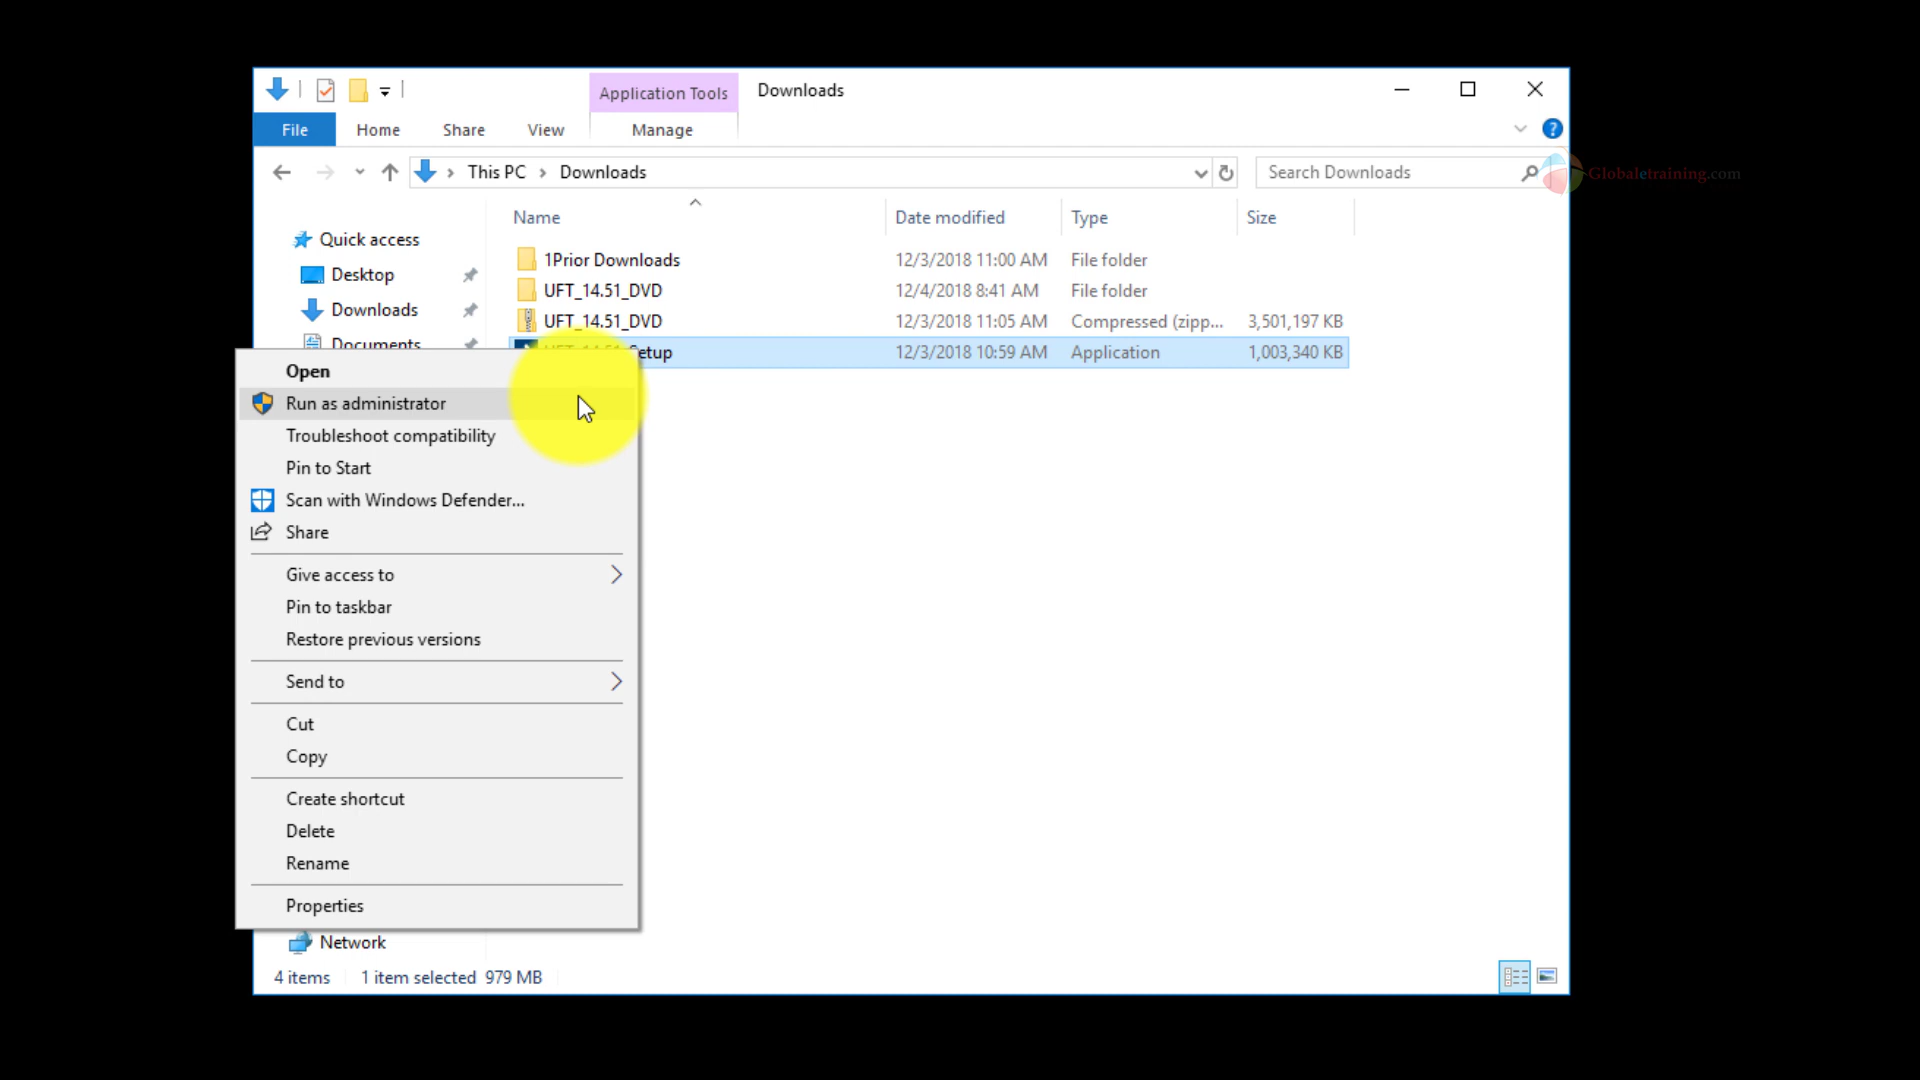 Application Tools
Downloads
File
Home
Share
View
Manage
This PC
Downloads
Search Downloads
Globaletraining.com
Name
Date modified
Type
Size
Quick access
Desktop
Downloads
Documents
1Prior Downloads 12/3/2018 11:00 AM File folder
UFT_14.51_DVD 12/4/2018 8:41 AM File folder
UFT_14.51_DVD 12/3/2018 11:05 AM Compressed (zipp... 3,501,197 KB
UFT_14.51_Setup 12/3/2018 10:59 AM Application 1,003,340 KB
Open
Run as administrator
Troubleshoot compatibility
Pin to Start
Scan with Windows Defender...
Share
Give access to
Pin to taskbar
Restore previous versions
Send to
Cut
Copy
Create shortcut
Delete
Rename
Properties
Network
4 items
1 item selected 979 MB